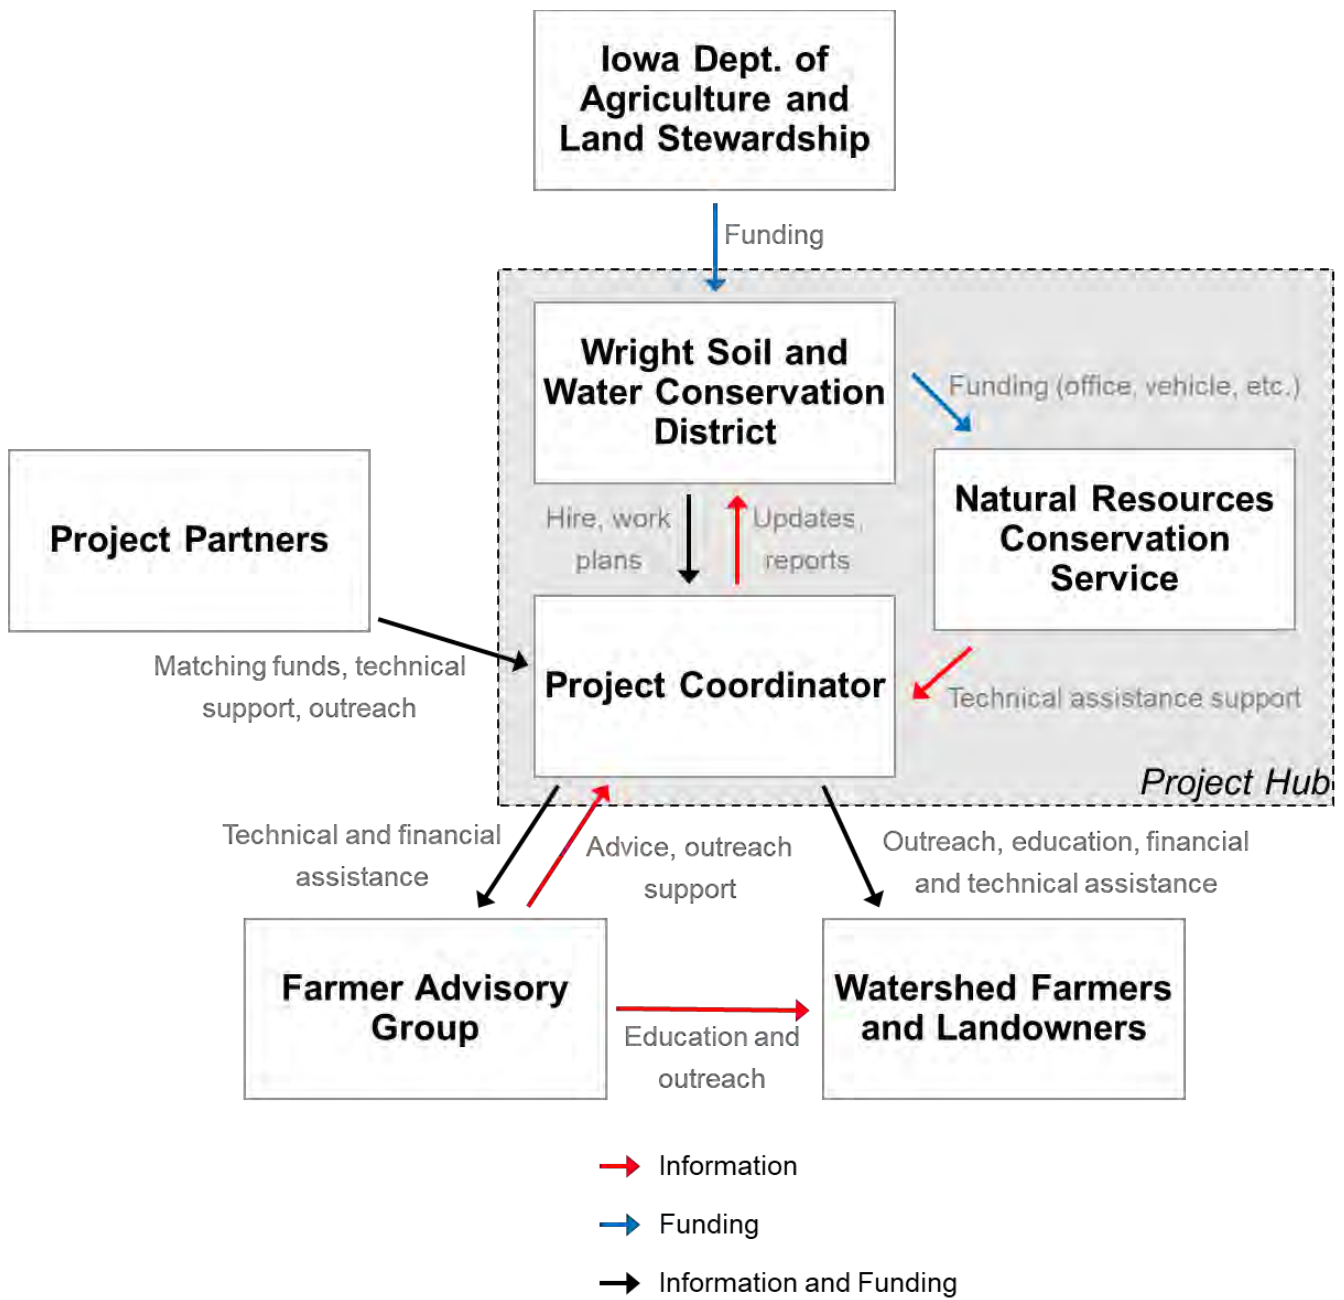 Iowa Dept. of
Agriculture and
Land Stewardship
Funding
Wright Soil and
Water Conservation
District
Funding (office, vehicle, etc.)
Natural Resources
Conservation
Service
Project Partners
Hire, work
plans
Updates,
reports
Matching funds, technical
support, outreach
Project Coordinator
Technical assistance support
Project Hub
Technical and financial
assistance
Advice, outreach
support
Outreach, education, financial
and technical assistance
Farmer Advisory
Group
Education and
outreach
Watershed Farmers
and Landowners
Information
Funding
Information and Funding